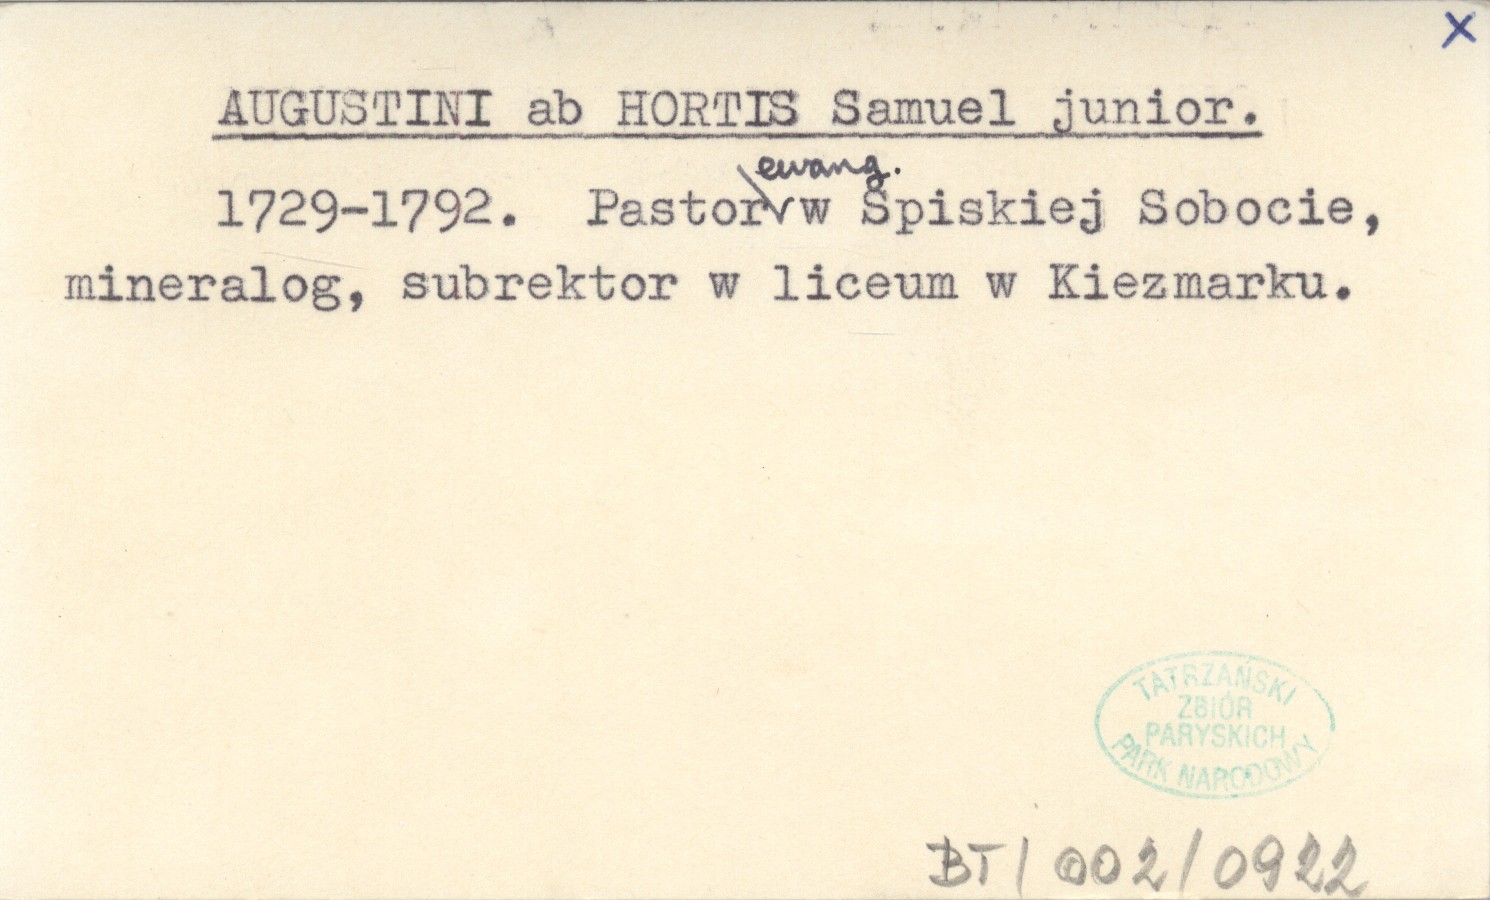 x
AUGUSTINI ab HORTIS Samuel junior.
ewang.
1729-1792. Pastor w Spiskiej Sobocie,
mineralog, subrektor w liceum w Kiezmarku.
TATRZAŃSKI
ZBIÓR
PARYSKICH
PARK NARODOWY
BT/002/0922